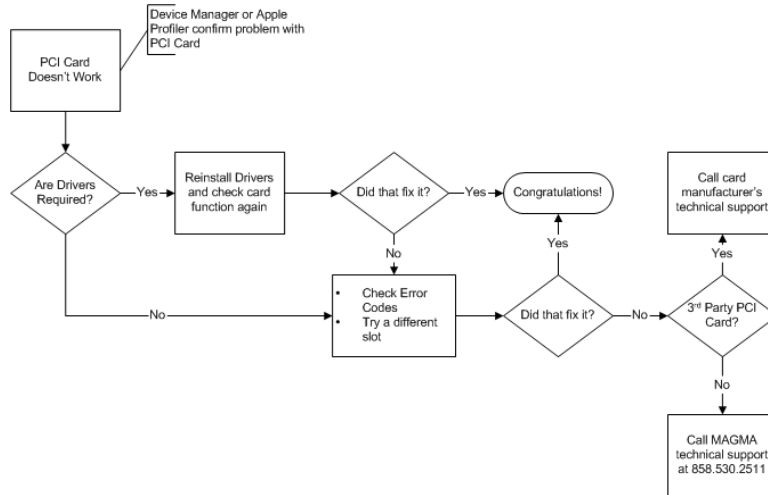 Device Manager or Apple
Profiler confirm problem with
PCI Card
PCI Card
Doesn't Work
Are Drivers
Required?
Yes
Reinstall Drivers
and check card
function again
Did that fix it?
Yes
Congratulations!
Call card
manufacturer's
technical support
Yes
No
Yes
No
• Check Error
Codes
• Try a different
slot
Did that fix it?
No
3rd Party PCI
Card?
No
Call MAGMA
technical support
at 858.530.2511